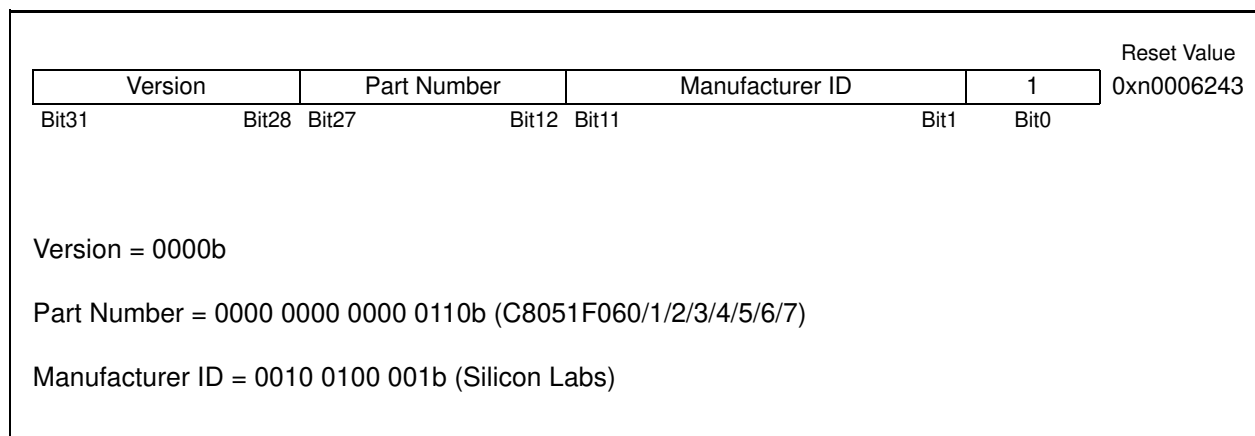 Reset Value
Version Part Number Manufacturer ID 1 0xn0006243
Bit31 Bit28 Bit27 Bit12 Bit11 Bit1 Bit0
Version = 0000b
Part Number = 0000 0000 0000 0110b (C8051F060/1/2/3/4/5/6/7)
Manufacturer ID = 0010 0100 001b (Silicon Labs)